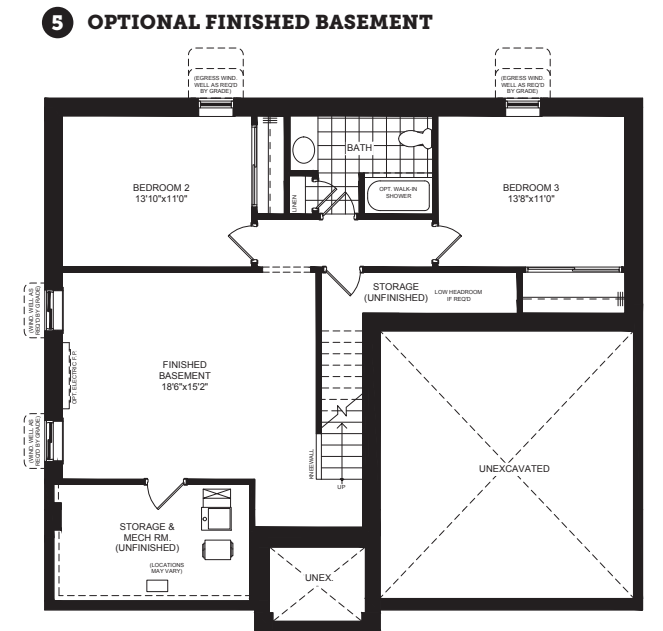 5 OPTIONAL FINISHED BASEMENT
(EGRESS WIND.
WELL AS REQ'D
BY GRADE)
(EGRESS WIND.
WELL AS REQ'D
BY GRADE)
BATH
BEDROOM 2
13'10"x11'0"
LINEN
OPT. WALK-IN
SHOWER
BEDROOM 3
13'8"x11'0"
(WIND. WELL AS
REQ'D BY GRADE)
STORAGE
(UNFINISHED)
LOW HEADROOM
IF REQ'D
OPT. ELECTRIC F.P.
FINISHED
BASEMENT
18'6"x15'2"
(WIND. WELL AS
REQ'D BY GRADE)
KNEEWALL
UP
UNEXCAVATED
STORAGE &
MECH RM.
(UNFINISHED)
(LOCATIONS
MAY VARY)
UNEX.